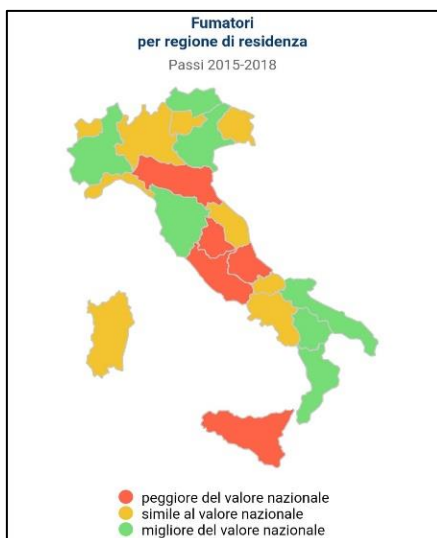 Fumatori
per regione di residenza
Passi 2015-2018
peggiore del valore nazionale
simile al valore nazionale
migliore del valore nazionale